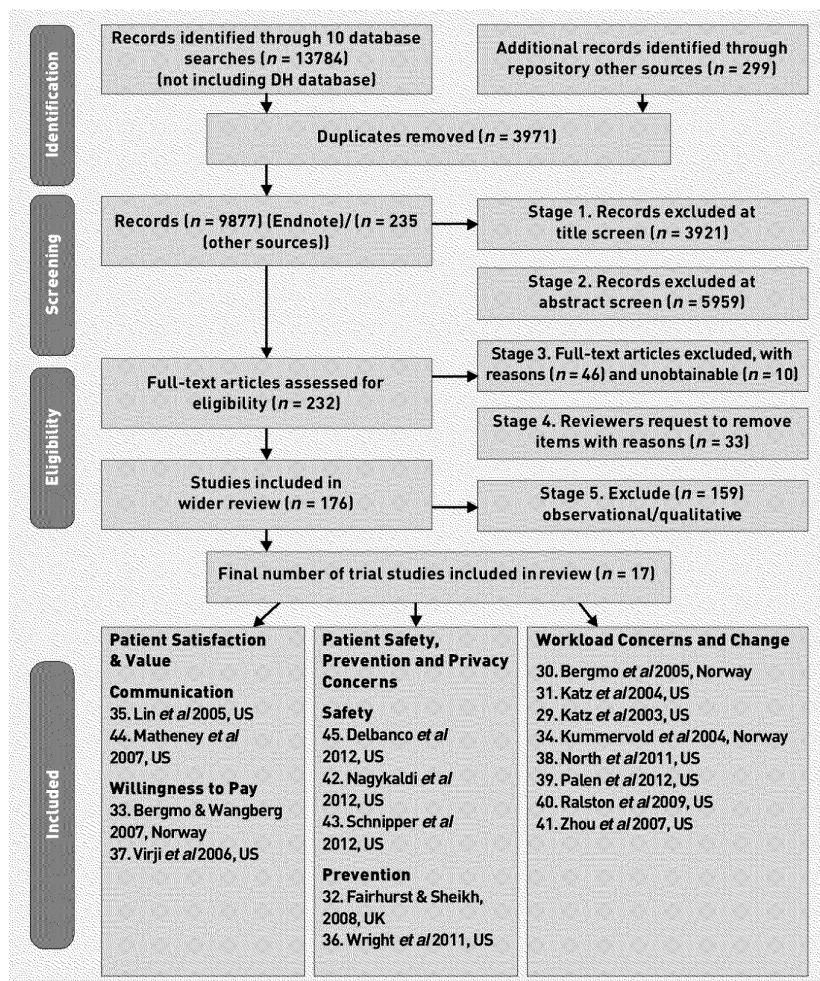 Identification
Records identified through 10 database
searches (n = 13784)
(not including DH database)
Additional records identified through
repository other sources (n = 299)
Duplicates removed (n = 3971)
Screening
Records (n = 9877) (Endnote)/(n = 235
(other sources))
Stage 1. Records excluded at
title screen (n = 3921)
Stage 2. Records excluded at
abstract screen (n = 5959)
Eligibility
Full-text articles assessed for
eligibility (n = 232)
Stage 3. Full-text articles excluded, with
reasons (n = 46) and unobtainable (n = 10)
Stage 4. Reviewers request to remove
items with reasons (n = 33)
Studies included in
wider review (n = 176)
Stage 5. Exclude (n = 159)
observational/qualitative
Final number of trial studies included in review (n = 17)
Included
Patient Satisfaction
& Value
Communication
35. Lin et al 2005, US
44. Matheney et al
2007, US
Willingness to Pay
33. Bergmo & Wangberg
2007, Norway
37. Virji et al 2006, US
Patient Safety,
Prevention and Privacy
Concerns
Safety
45. Delbanco et al
2012, US
42. Nagykaldi et al
2012, US
43. Schnipper et al
2012, US
Prevention
32. Fairhurst & Sheikh,
2008, UK
36. Wright et al 2011, US
Workload Concerns and Change
30. Bergmo et al 2005, Norway
31. Katz et al 2004, US
29. Katz et al 2003, US
34. Kummervold et al 2004, Norway
38. North et al 2011, US
39. Palen et al 2012, US
40. Ralston et al 2009, US
41. Zhou et al 2007, US